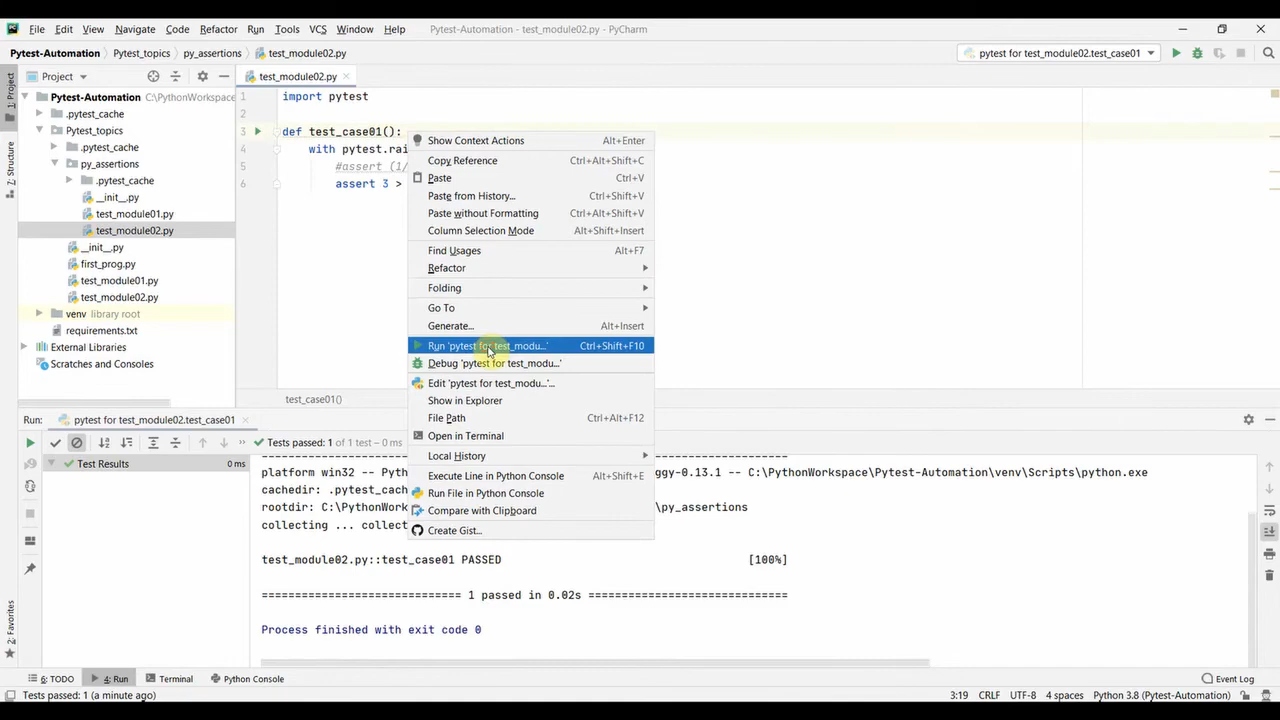 File Edit View Navigate Code Refactor Run Tools VCS Window Help Pytest-Automation - test_module02.py - PyCharm
Pytest-Automation Pytest_topics py_assertions test_module02.py pytest for test_module02.test_case01
1: Project
7: Structure
2: Favorites
Project
Pytest-Automation C:\PythonWorkspace
.pytest_cache
Pytest_topics
.pytest_cache
py_assertions
.pytest_cache
__init__.py
test_module01.py
test_module02.py
__init__.py
first_prog.py
test_module01.py
test_module02.py
venv library root
requirements.txt
External Libraries
Scratches and Consoles
test_module02.py
1 import pytest
2
3 def test_case01():
4 with pytest.rai
5 #assert (1/
6 assert 3 >
test_case01()
Show Context Actions Alt+Enter
Copy Reference Ctrl+Alt+Shift+C
Paste Ctrl+V
Paste from History... Ctrl+Shift+V
Paste without Formatting Ctrl+Alt+Shift+V
Column Selection Mode Alt+Shift+Insert
Find Usages Alt+F7
Refactor
Folding
Go To
Generate... Alt+Insert
Run 'pytest for test_modu...' Ctrl+Shift+F10
Debug 'pytest for test_modu...'
Edit 'pytest for test_modu...'...
Show in Explorer
File Path Ctrl+Alt+F12
Open in Terminal
Local History
Execute Line in Python Console Alt+Shift+E
Run File in Python Console
Compare with Clipboard
Create Gist...
Run: pytest for test_module02.test_case01
Tests passed: 1 of 1 test – 0 ms
Test Results 0 ms
platform win32 -- Pyth ggy-0.13.1 -- C:\PythonWorkspace\Pytest-Automation\venv\Scripts\python.exe
cachedir: .pytest_cach
rootdir: C:\PythonWork \py_assertions
collecting ... collect
test_module02.py::test_case01 PASSED [100%]
============================== 1 passed in 0.02s ==============================
Process finished with exit code 0
6: TODO 4: Run Terminal Python Console Event Log
Tests passed: 1 (a minute ago) 3:19 CRLF UTF-8 4 spaces Python 3.8 (Pytest-Automation)